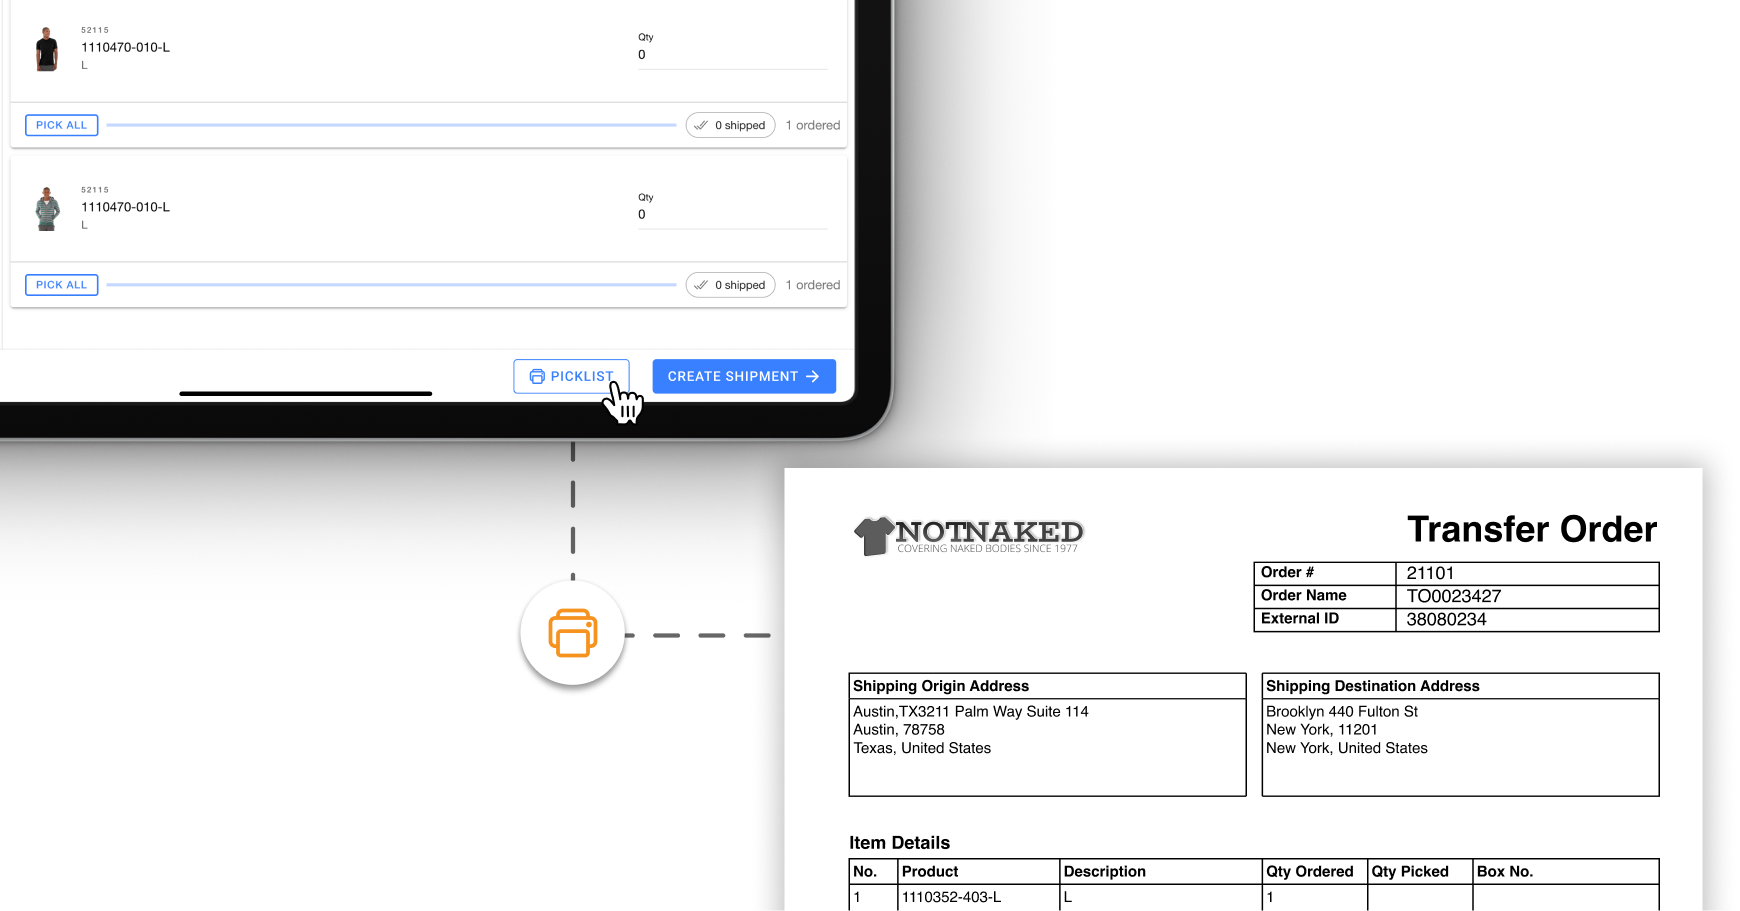 52115
1110470-010-L
L
Qty
0
PICK ALL
0 shipped
1 ordered
52115
1110470-010-L
L
Qty
0
PICK ALL
0 shipped
1 ordered
PICKLIST
CREATE SHIPMENT
NOTNAKED
COVERING NAKED BODIES SINCE 1977
Transfer Order
Order # 21101
Order Name TO0023427
External ID 38080234
Shipping Origin Address
Austin,TX3211 Palm Way Suite 114
Austin, 78758
Texas, United States
Shipping Destination Address
Brooklyn 440 Fulton St
New York, 11201
New York, United States
Item Details
No. Product Description Qty Ordered Qty Picked Box No.
1 1110352-403-L L 1